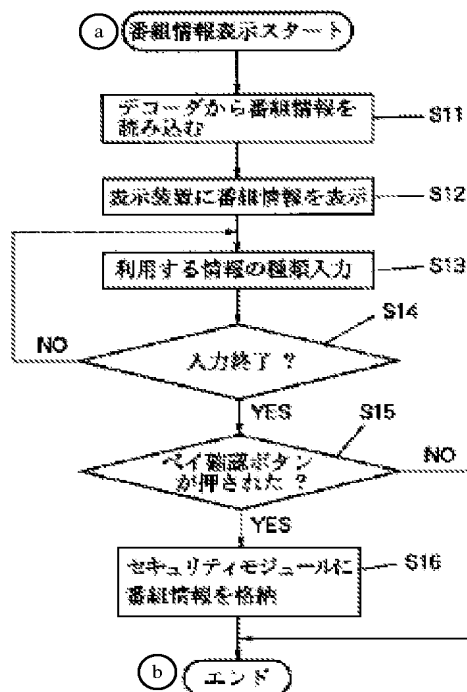 a 番組情報表示スタート
デコーダから番組情報を
読み込む
S11
表示装置に番組情報を表示
S12
利用する情報の種類入力
S13
S14
入力終了 ?
NO
YES
S15
ペイ確認ボタン
が押された ?
NO
YES
セキュリティモジュールに
番組情報を格納
S16
b エンド